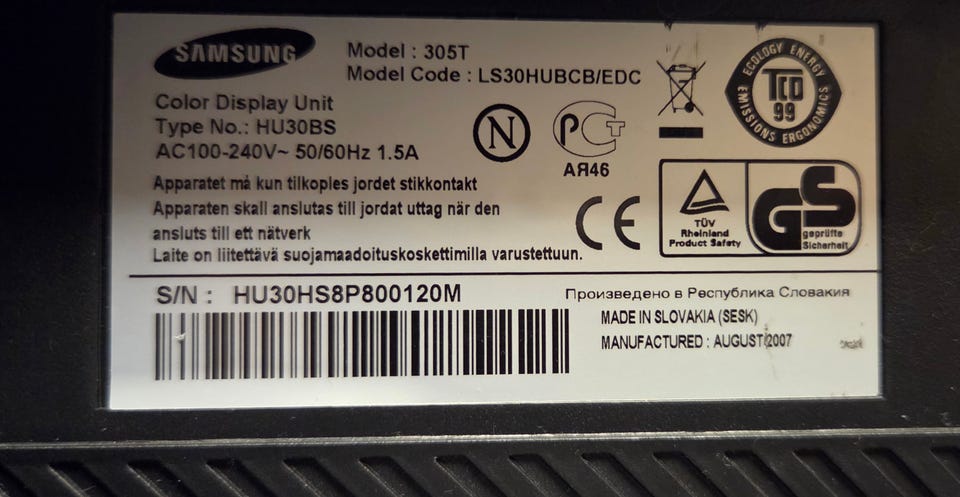 SAMSUNG
Model : 305T
Model Code : LS30HUBCB/EDC
Color Display Unit
Type No.: HU30BS
AC100-240V~ 50/60Hz 1.5A
N
РСТ
АЯ46
ECOLOGY ENERGY
TCO
99
EMISSIONS ERGONOMICS
Apparatet må kun tilkoples jordet stikkontakt
Apparaten skall anslutas till jordat uttag när den
ansluts till ett nätverk
Laite on liitettävä suojamaadoituskoskettimilla varustettuun.
CE
TÜV
Rheinland
Product Safety
GS
geprüfte
Sicherheit
S/N : HU30HS8P800120M
Произведено в Республика Словакия
MADE IN SLOVAKIA (SESK)
MANUFACTURED : AUGUST 2007